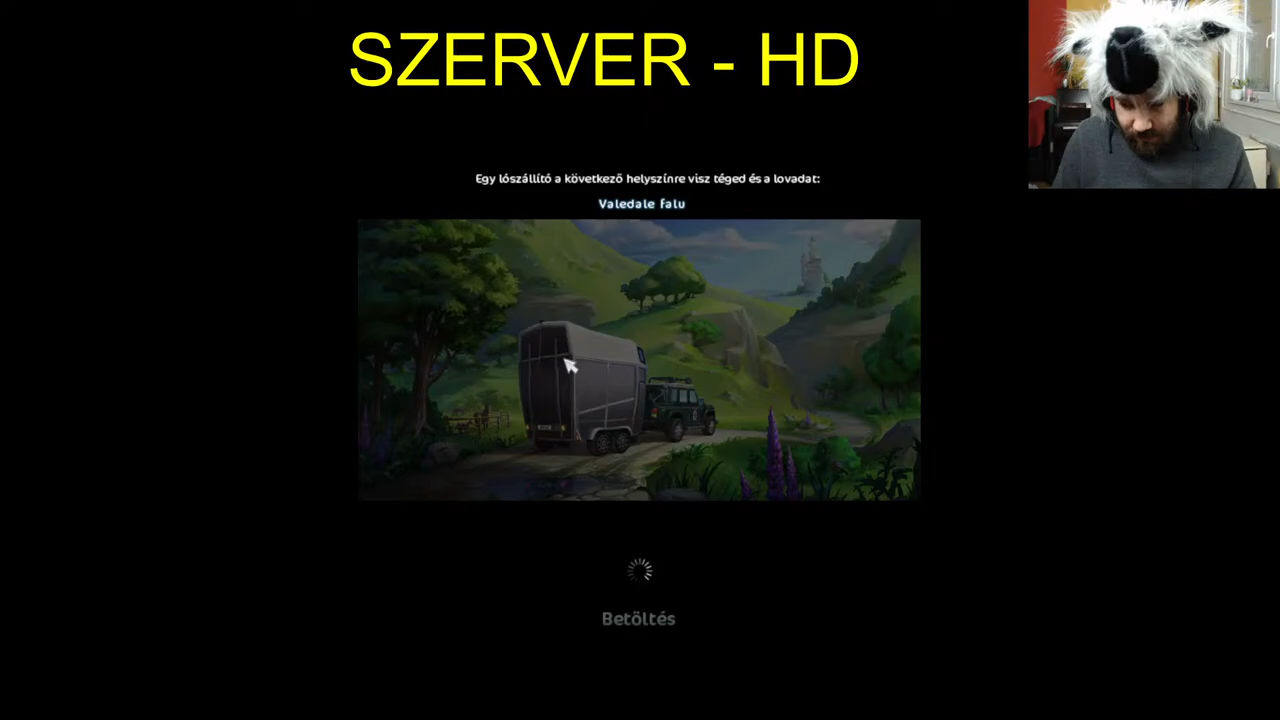 SZERVER - HD
Egy lószállító a következő helyszínre visz téged és a lovadat:
Valedale falu
Betöltés